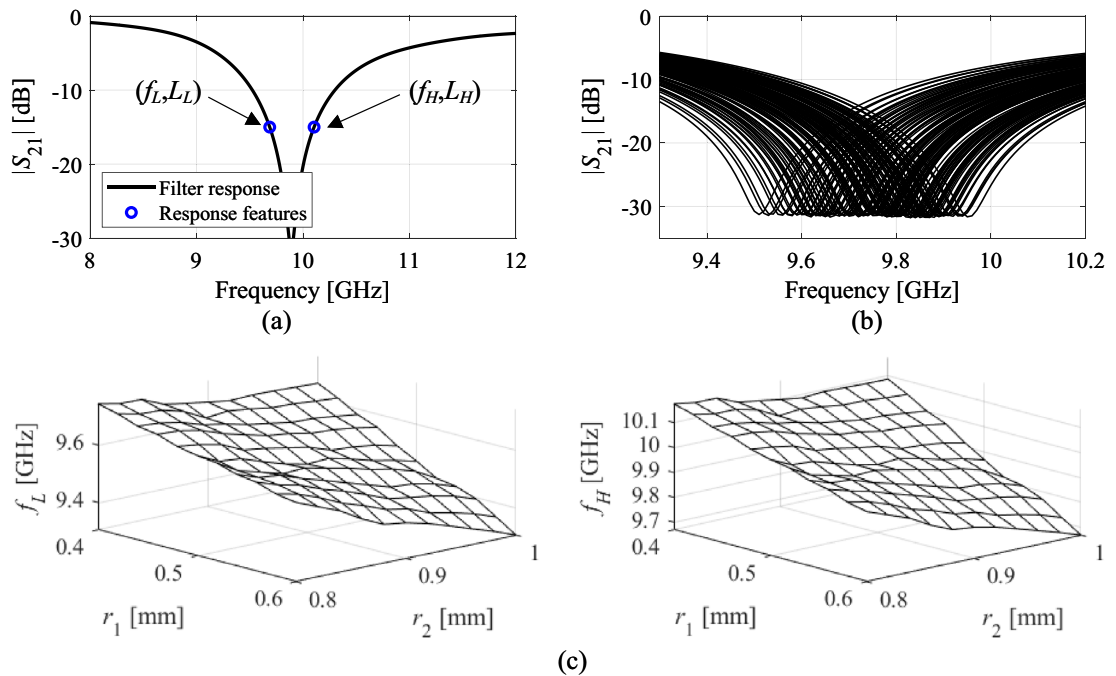 0
-10
-20
-30
|S21| [dB]
(fL,LL)
(fH,LH)
Filter response
Response features
8
9
10
11
12
Frequency [GHz]
(a)
0
-10
-20
-30
|S21| [dB]
9.4
9.6
9.8
10
10.2
Frequency [GHz]
(b)
fL [GHz]
9.6
9.4
0.4
0.5
0.6
0.8
0.9
1
r1 [mm]
r2 [mm]
fH [GHz]
10.1
10
9.9
9.8
9.7
0.4
0.5
0.6
0.8
0.9
1
r1 [mm]
r2 [mm]
(c)